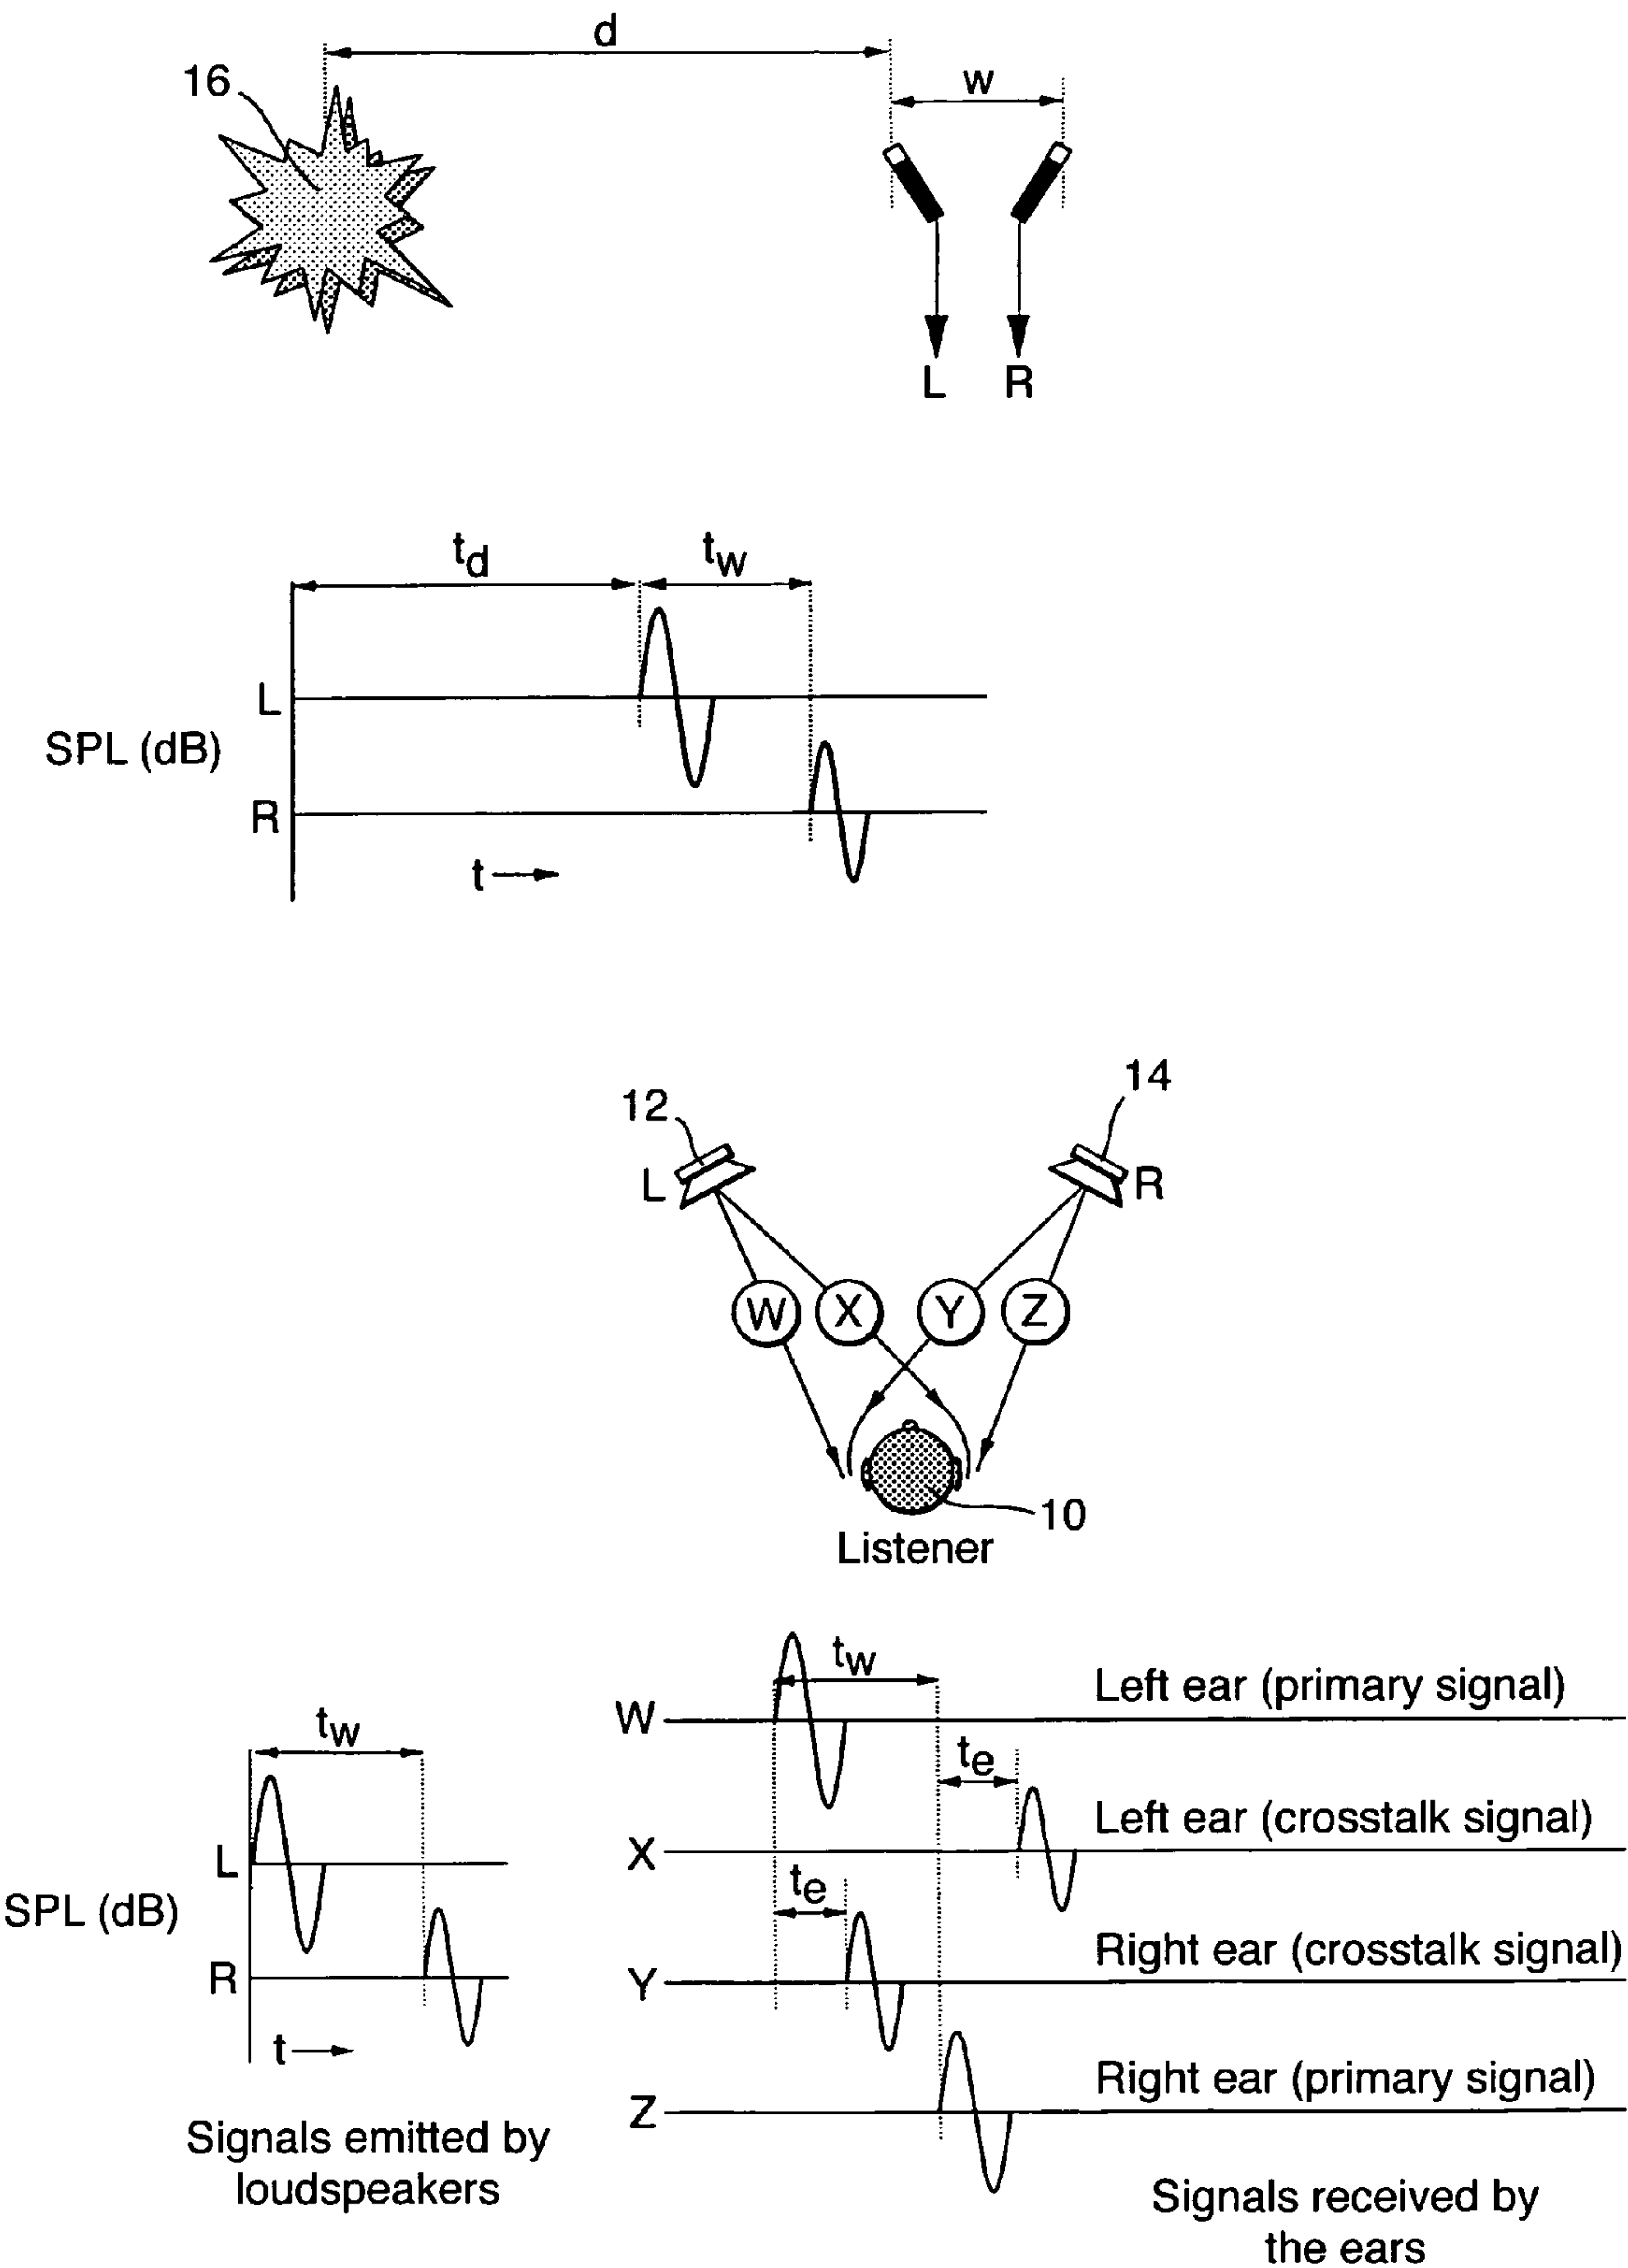 d
16
w
L R
td tw
L
SPL (dB)
R
t
14
12
L R
W X Y Z
10
Listener
tw
W Left ear (primary signal)
tw
te
L
X Left ear (crosstalk signal)
te
SPL (dB)
R
Y Right ear (crosstalk signal)
t
Z Right ear (primary signal)
Signals emitted by
loudspeakers
Signals received by
the ears